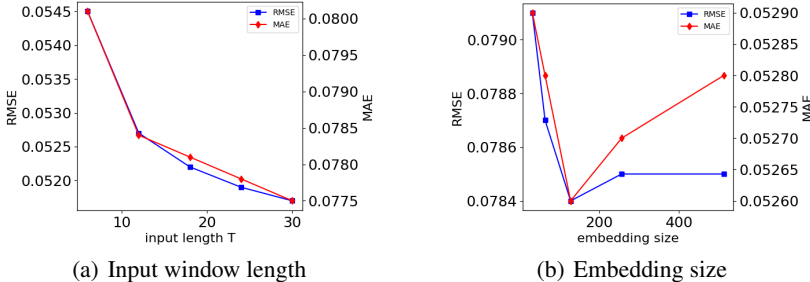 0.0545
0.0540
0.0535
0.0530
0.0525
0.0520
RMSE
10
20
30
input length T
0.0800
0.0795
0.0790
0.0785
0.0780
0.0775
MAE
RMSE
MAE
(a) Input window length
0.0790
0.0788
0.0786
0.0784
RMSE
200
400
embedding size
0.05290
0.05285
0.05280
0.05275
0.05270
0.05265
0.05260
MAE
RMSE
MAE
(b) Embedding size